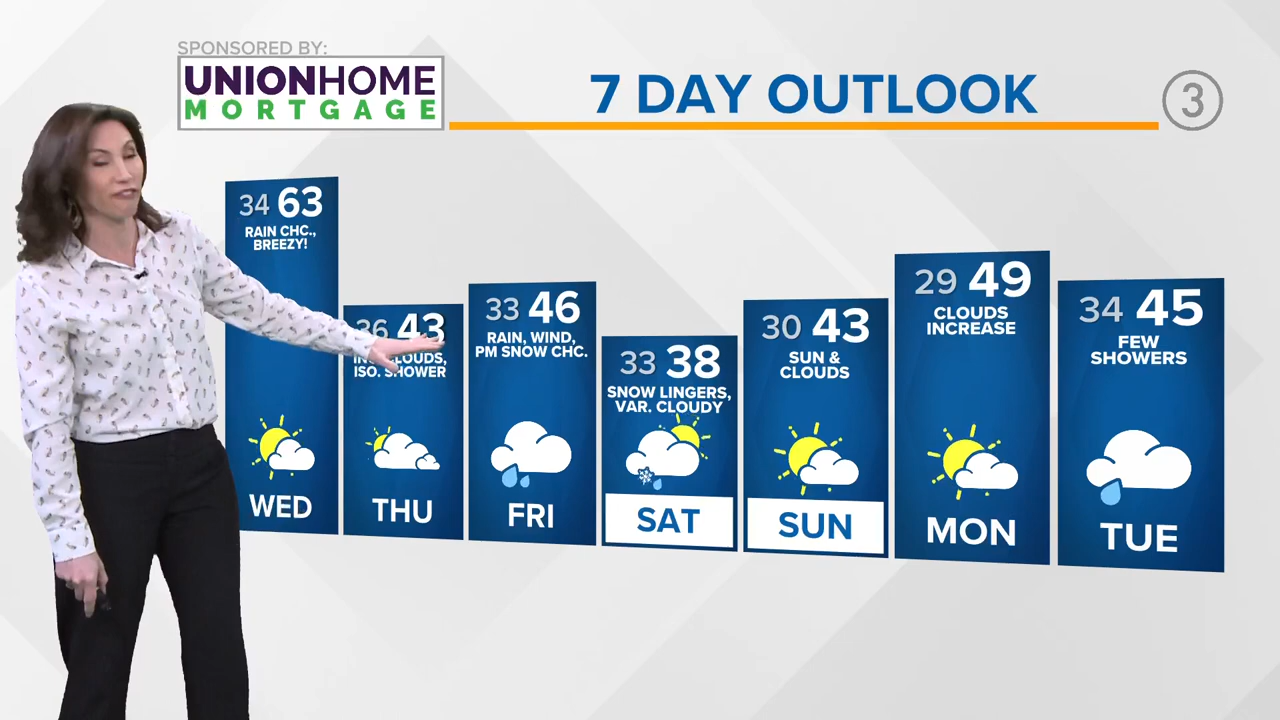 SPONSORED BY:
UNIONHOME
MORTGAGE
7 DAY OUTLOOK
3
34 63
RAIN CHC.,
BREEZY!
WED
36 43
CLOUDS,
ISO. SHOWER
THU
33 46
RAIN, WIND,
PM SNOW CHC.
FRI
33 38
SNOW LINGERS,
VAR. CLOUDY
SAT
30 43
SUN &
CLOUDS
SUN
29 49
CLOUDS
INCREASE
MON
34 45
FEW
SHOWERS
TUE